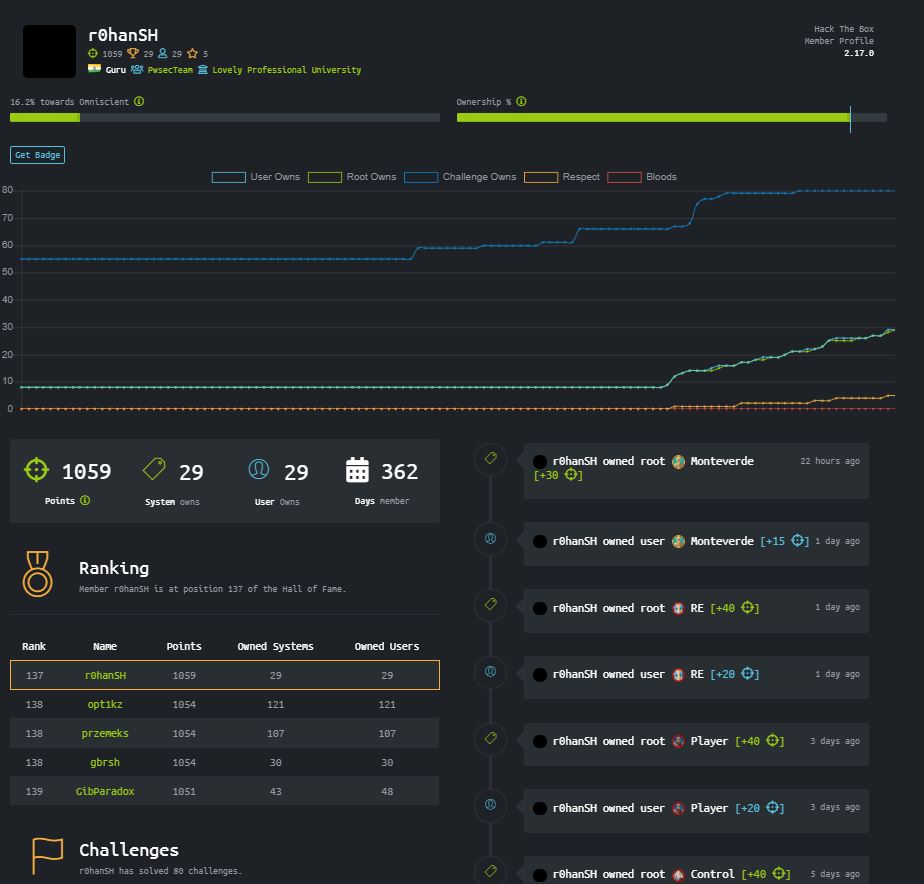 r0hanSH
1059 29 29 5
Guru PwsecTeam Lovely Professional University
Hack The Box
Member Profile
2.17.0
16.2% towards Omniscient
Ownership %
Get Badge
User Owns Root Owns Challenge Owns Respect Bloods
80
70
60
50
40
30
20
10
0
1059 29 29 362
Points System owns User Owns Days member
Ranking
Member r0hanSH is at position 137 of the Hall of Fame.
Rank Name Points Owned Systems Owned Users
137 r0hanSH 1059 29 29
138 opt1kz 1054 121 121
138 przemeks 1054 107 107
138 gbrsh 1054 30 30
139 GibParadox 1051 43 48
Challenges
r0hanSH has solved 80 challenges.
r0hanSH owned root Monteverde 22 hours ago
[+30 ]
r0hanSH owned user Monteverde [+15 ] 1 day ago
r0hanSH owned root RE [+40 ] 1 day ago
r0hanSH owned user RE [+20 ] 1 day ago
r0hanSH owned root Player [+40 ] 3 days ago
r0hanSH owned user Player [+20 ] 3 days ago
r0hanSH owned root Control [+40 ] 5 days ago